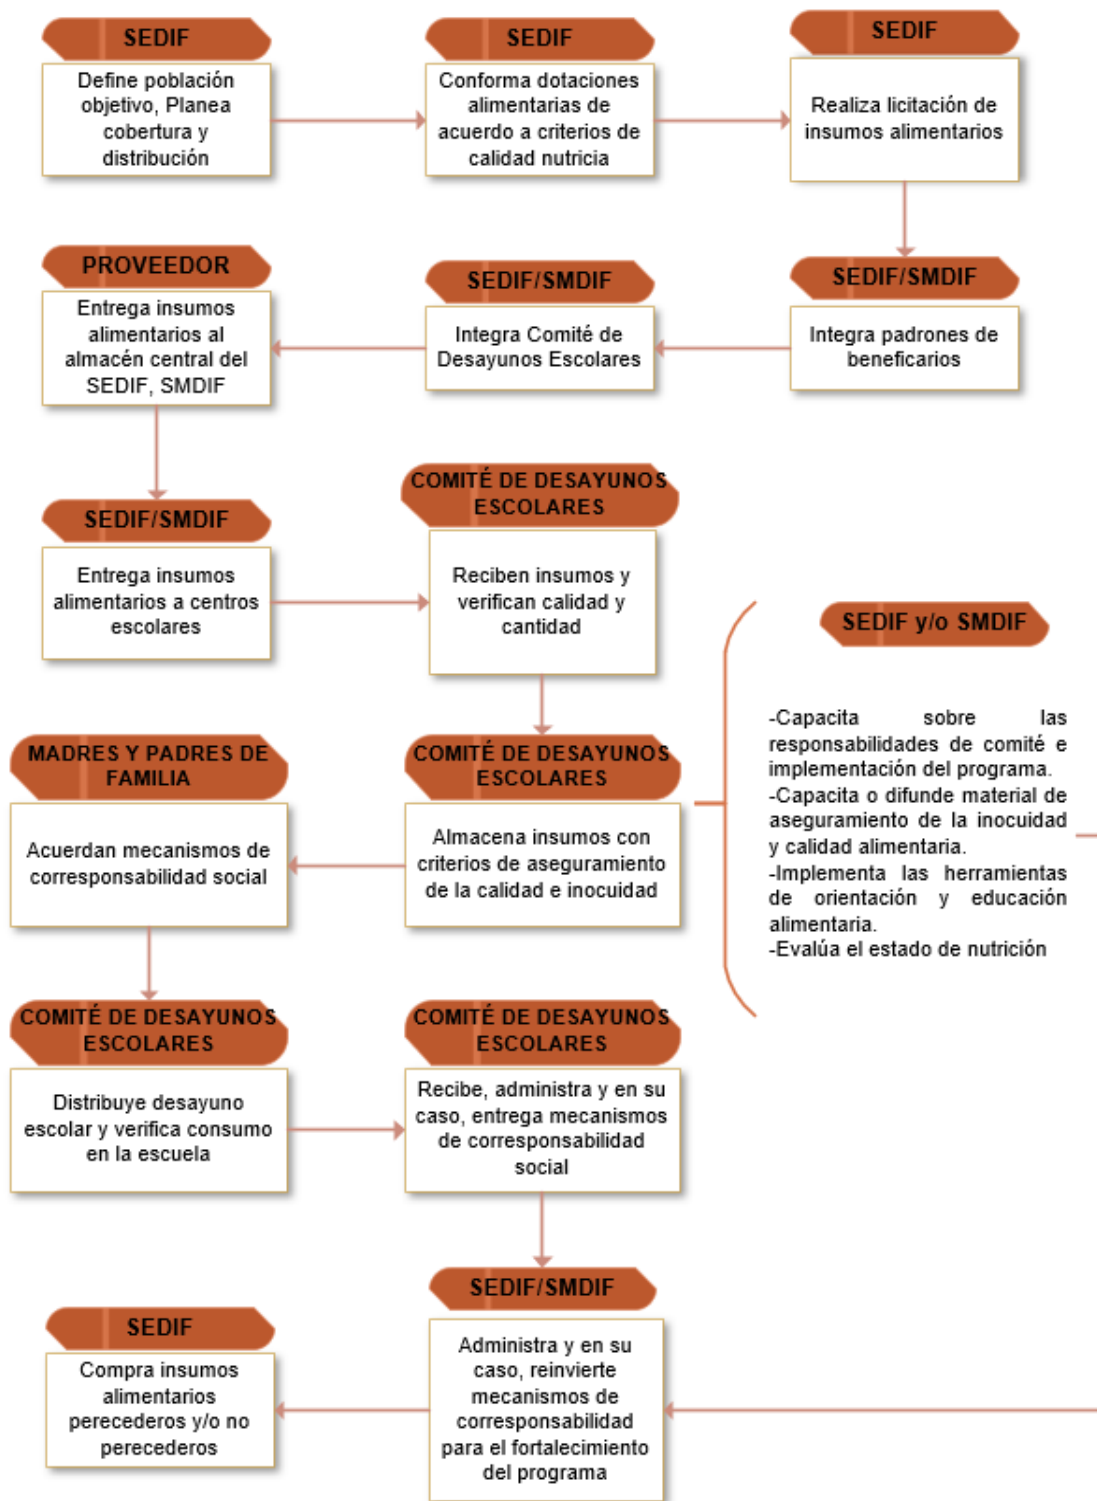 SEDIF
Define población
objetivo, Planea
cobertura y
distribución
SEDIF
Conforma dotaciones
alimentarias de
acuerdo a criterios de
calidad nutricia
SEDIF
Realiza licitación de
insumos alimentarios
SEDIF/SMDIF
Integra padrones de
beneficarios
SEDIF/SMDIF
Integra Comité de
Desayunos Escolares
PROVEEDOR
Entrega insumos
alimentarios al
almacén central del
SEDIF, SMDIF
SEDIF/SMDIF
Entrega insumos
alimentarios a centros
escolares
COMITÉ DE DESAYUNOS
ESCOLARES
Reciben insumos y
verifican calidad y
cantidad
COMITÉ DE DESAYUNOS
ESCOLARES
Almacena insumos con
criterios de aseguramiento
de la calidad e inocuidad
SEDIF y/o SMDIF
-Capacita sobre las
responsabilidades de comité e
implementación del programa.
-Capacita o difunde material de
aseguramiento de la inocuidad
y calidad alimentaria.
-Implementa las herramientas
de orientación y educación
alimentaria.
-Evalúa el estado de nutrición
MADRES Y PADRES DE
FAMILIA
Acuerdan mecanismos de
corresponsabilidad social
COMITÉ DE DESAYUNOS
ESCOLARES
Distribuye desayuno
escolar y verifica consumo
en la escuela
COMITÉ DE DESAYUNOS
ESCOLARES
Recibe, administra y en su
caso, entrega mecanismos
de corresponsabilidad
social
SEDIF/SMDIF
Administra y en su
caso, reinvierte
mecanismos de
corresponsabilidad
para el fortalecimiento
del programa
SEDIF
Compra insumos
alimentarios
perecederos y/o no
perecederos